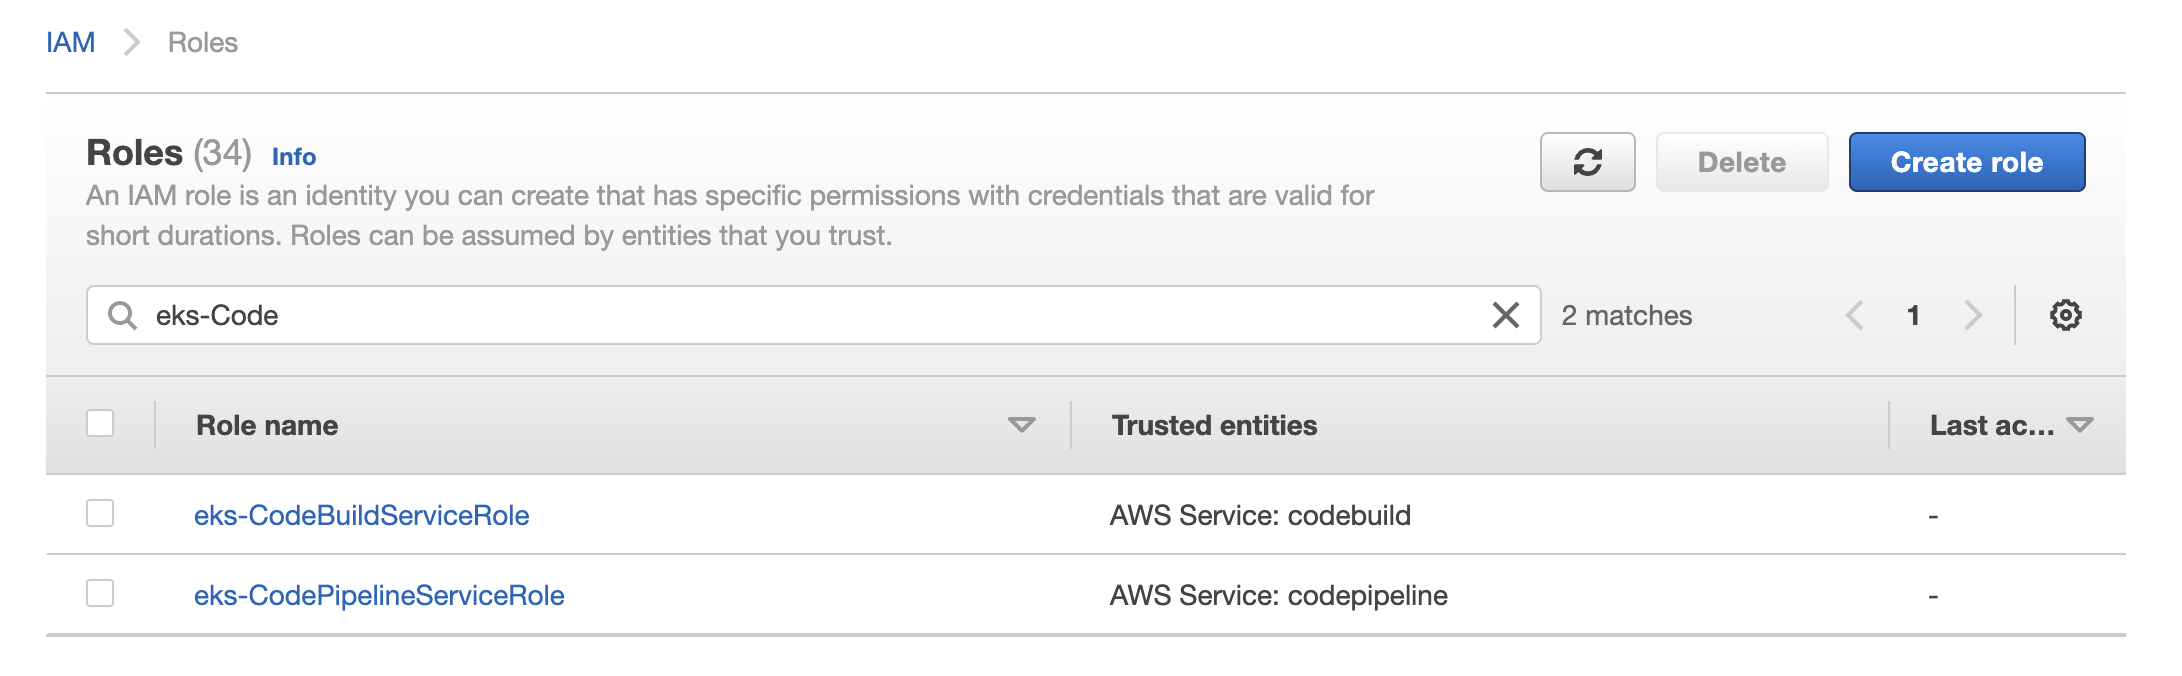 IAM > Roles
Roles (34) Info
Delete
Create role
An IAM role is an identity you can create that has specific permissions with credentials that are valid for
short durations. Roles can be assumed by entities that you trust.
eks-Code
2 matches
1
Role name
Trusted entities
Last ac...
eks-CodeBuildServiceRole
AWS Service: codebuild
-
eks-CodePipelineServiceRole
AWS Service: codepipeline
-